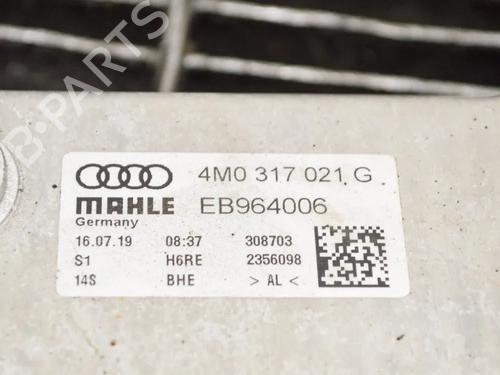 4M0 317 021 G
MAHLE EB964006
Germany
16.07.19 08:37 308703
S1 H6RE 2356098
14S BHE > AL <
B-PARTS